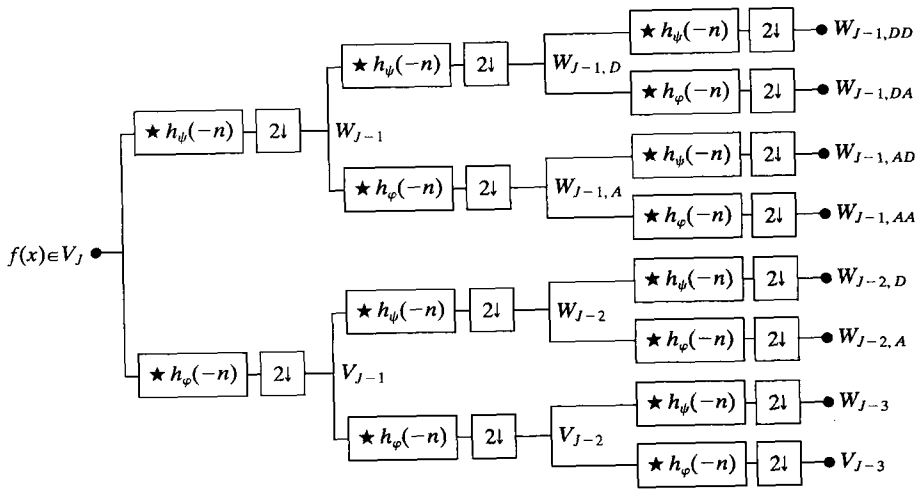 ★ h_ψ(−n) 2↓ W_{J−1, DD}
★ h_ψ(−n) 2↓ W_{J−1, D}
★ h_φ(−n) 2↓ W_{J−1, DA}
★ h_ψ(−n) 2↓ W_{J−1}
★ h_ψ(−n) 2↓ W_{J−1, AD}
★ h_φ(−n) 2↓ W_{J−1, A}
★ h_φ(−n) 2↓ W_{J−1, AA}
f(x)∈V_J
★ h_ψ(−n) 2↓ W_{J−2, D}
★ h_ψ(−n) 2↓ W_{J−2}
★ h_φ(−n) 2↓ W_{J−2, A}
★ h_φ(−n) 2↓ V_{J−1}
★ h_ψ(−n) 2↓ W_{J−3}
★ h_φ(−n) 2↓ V_{J−2}
★ h_φ(−n) 2↓ V_{J−3}